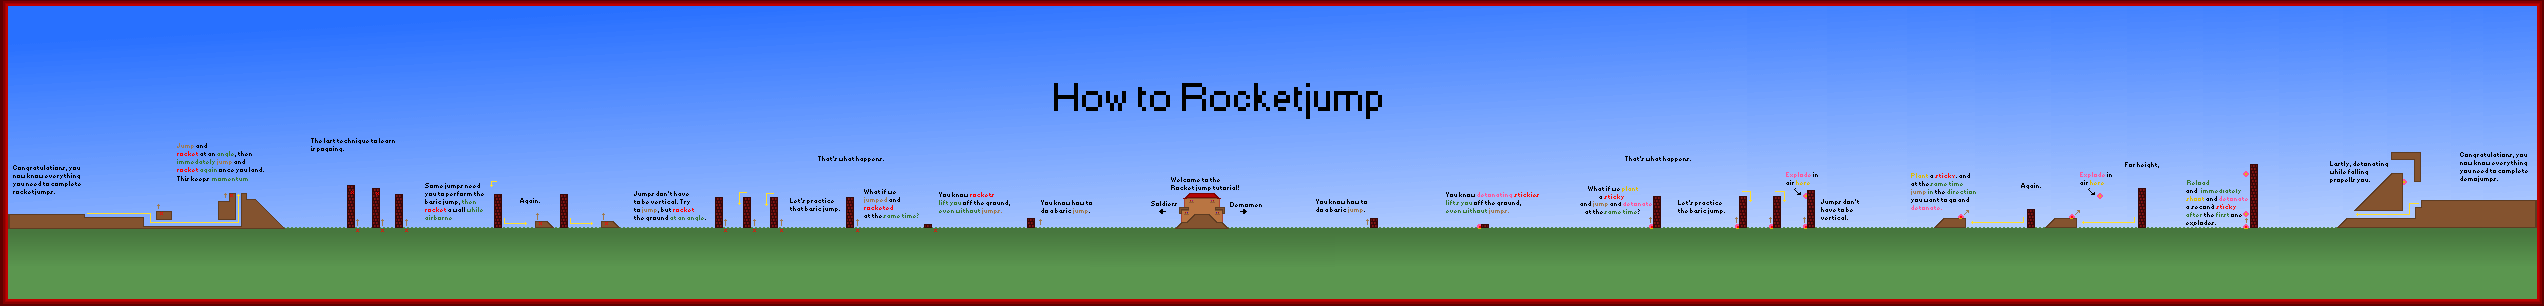 How to Rocketjump
Congratulations, you
now know everything
you need to complete
rocketjumps.
Jump and
rocket at an angle, then
immediately jump and
rocket again once you land.
This keeps momentum
The last technique to learn
is pogoing.
Some jumps need
you to perform the
basic jump, then
rocket a wall while
airborne
Again.
Jumps don't have
to be vertical. Try
to jump, but rocket
the ground at an angle.
Let's practice
that basic jump.
That's what happens.
What if we
jumped and
rocketed
at the same time?
You know rockets
lift you off the ground,
even without jumps.
You know how to
do a basic jump.
Welcome to the
Rocketjump tutorial!
Soldiers
Demomen
You know how to
do a basic jump.
You know detonating stickies
lifts you off the ground,
even without jumps.
That's what happens.
What if we
a sticky
and jump and detonate
at the same time?
Let's practice
the basic jump.
Explode in
air
Jumps don't
have to be
vertical.
a sticky, and
at the same time
jump in the direction
you want to go and
detonate.
Again.
Explode in
air
For height,
Reload
and immediately
shoot and detonate
a second sticky
after the first one
explodes.
Lastly, detonating
while falling
propells you.
Congratulations, you
now know everything
you need to complete
demojumps.